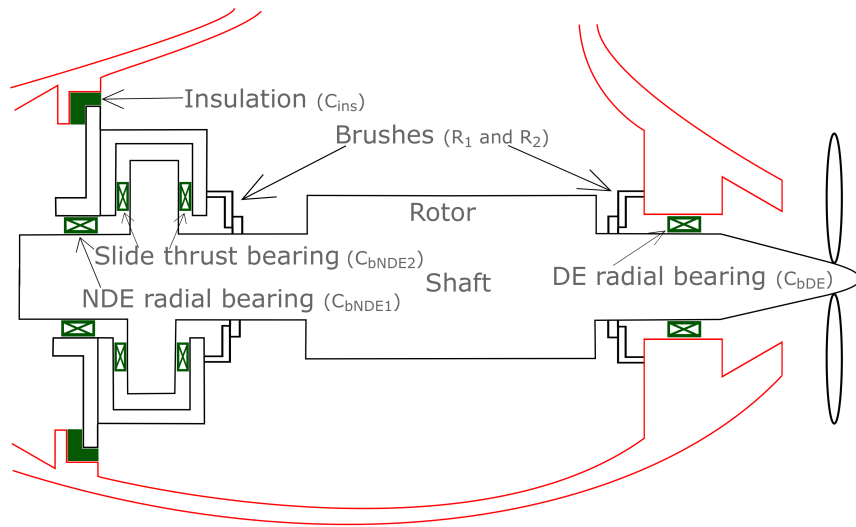 Insulation (Cins)
Brushes (R1 and R2)
Rotor
Slide thrust bearing (CbNDE2)
DE radial bearing (CbDE)
Shaft
NDE radial bearing (CbNDE1)